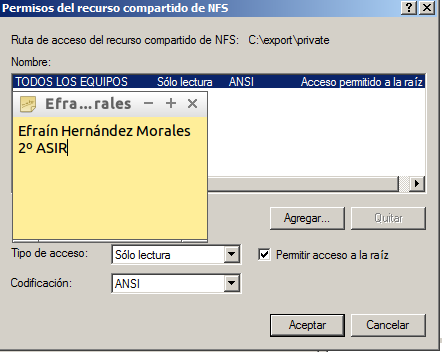 Permisos del recurso compartido de NFS
Ruta de acceso del recurso compartido de NFS: C:\export\private
Nombre:
TODOS LOS EQUIPOS Sólo lectura ANSI Acceso permitido a la raíz
Efra...rales
Efraín Hernández Morales
2º ASIR
Agregar... Quitar
Tipo de acceso: Sólo lectura Permitir acceso a la raíz
Codificación: ANSI
Aceptar Cancelar